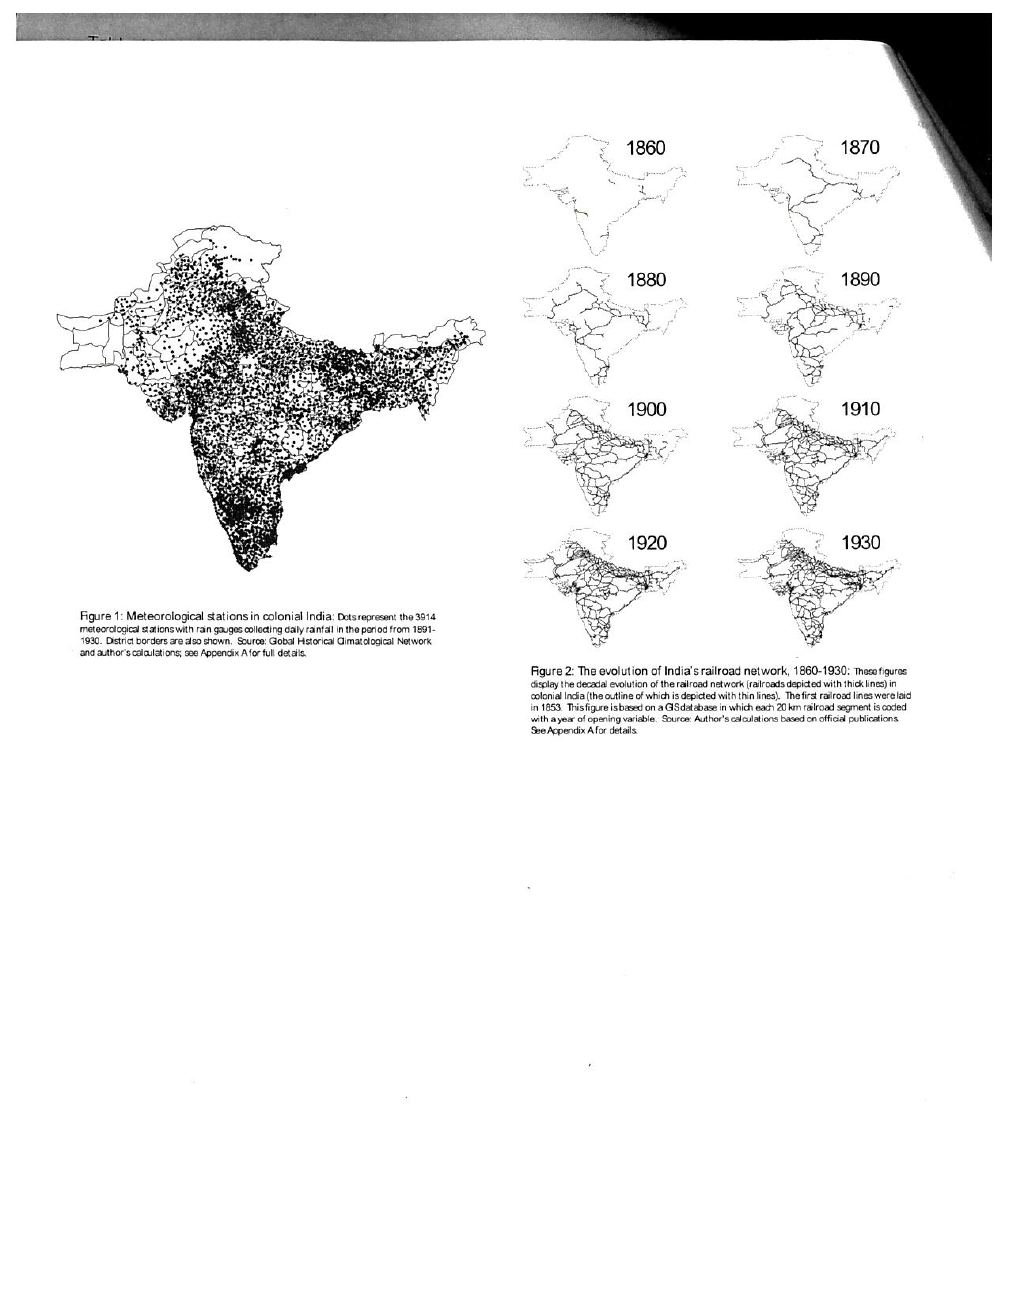 1860
1870
1880
1890
1900
1910
1920
1930
Figure 1: Meteorological stations in colonial India: Dots represent the 3914
meteorological stations with rain gauges collecting daily rainfall in the period from 1891-
1930. District borders are also shown. Source: Global Historical Climatological Network
and author's calculations; see Appendix A for full details.
Figure 2: The evolution of India's railroad network, 1860-1930: These figures
display the decadal evolution of the railroad network (railroads depicted with thick lines) in
colonial India (the outline of which is depicted with thin lines). The first railroad lines were laid
in 1853. This figure is based on a GIS database in which each 20 km railroad segment is coded
with a year of opening variable. Source: Author's calculations based on official publications.
See Appendix A for details.